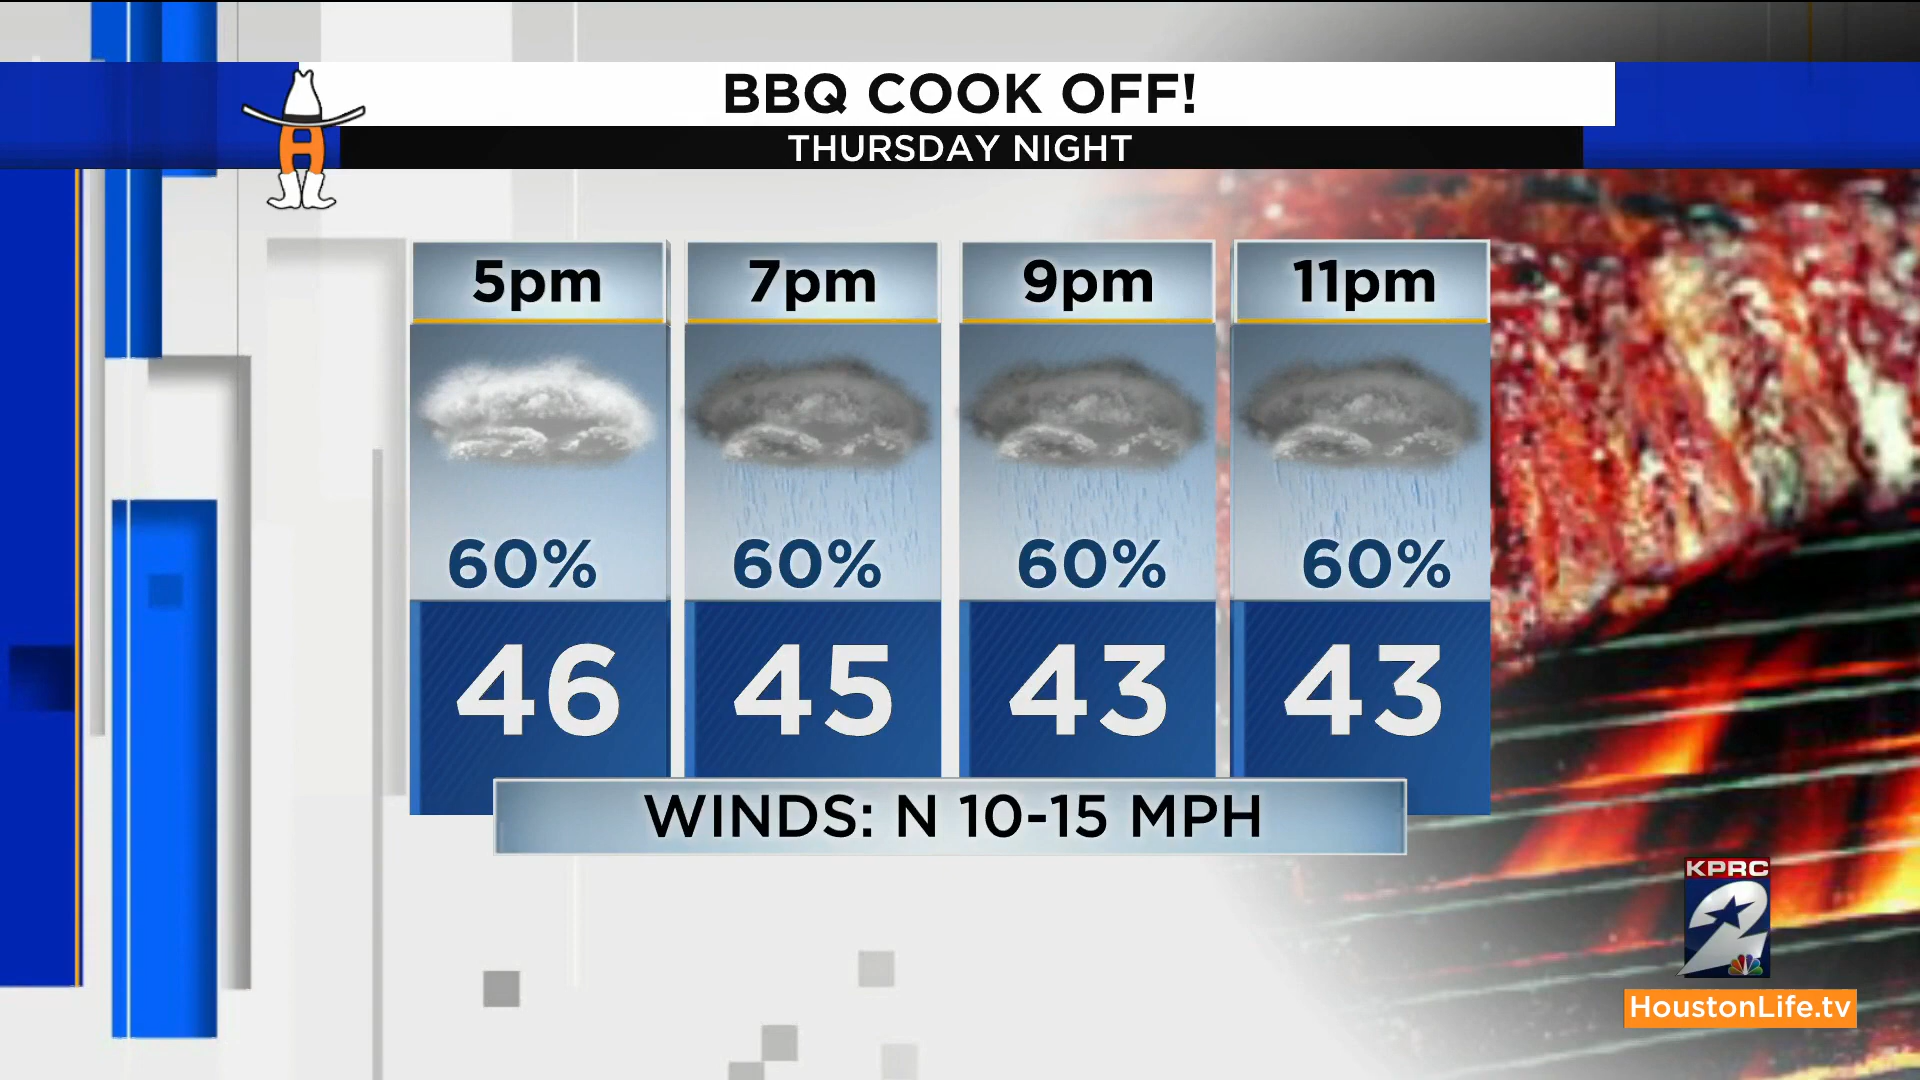 BBQ COOK OFF!
THURSDAY NIGHT
H
5pm 7pm 9pm 11pm
60% 60% 60% 60%
46 45 43 43
WINDS: N 10-15 MPH
KPRC
2
HoustonLife.tv